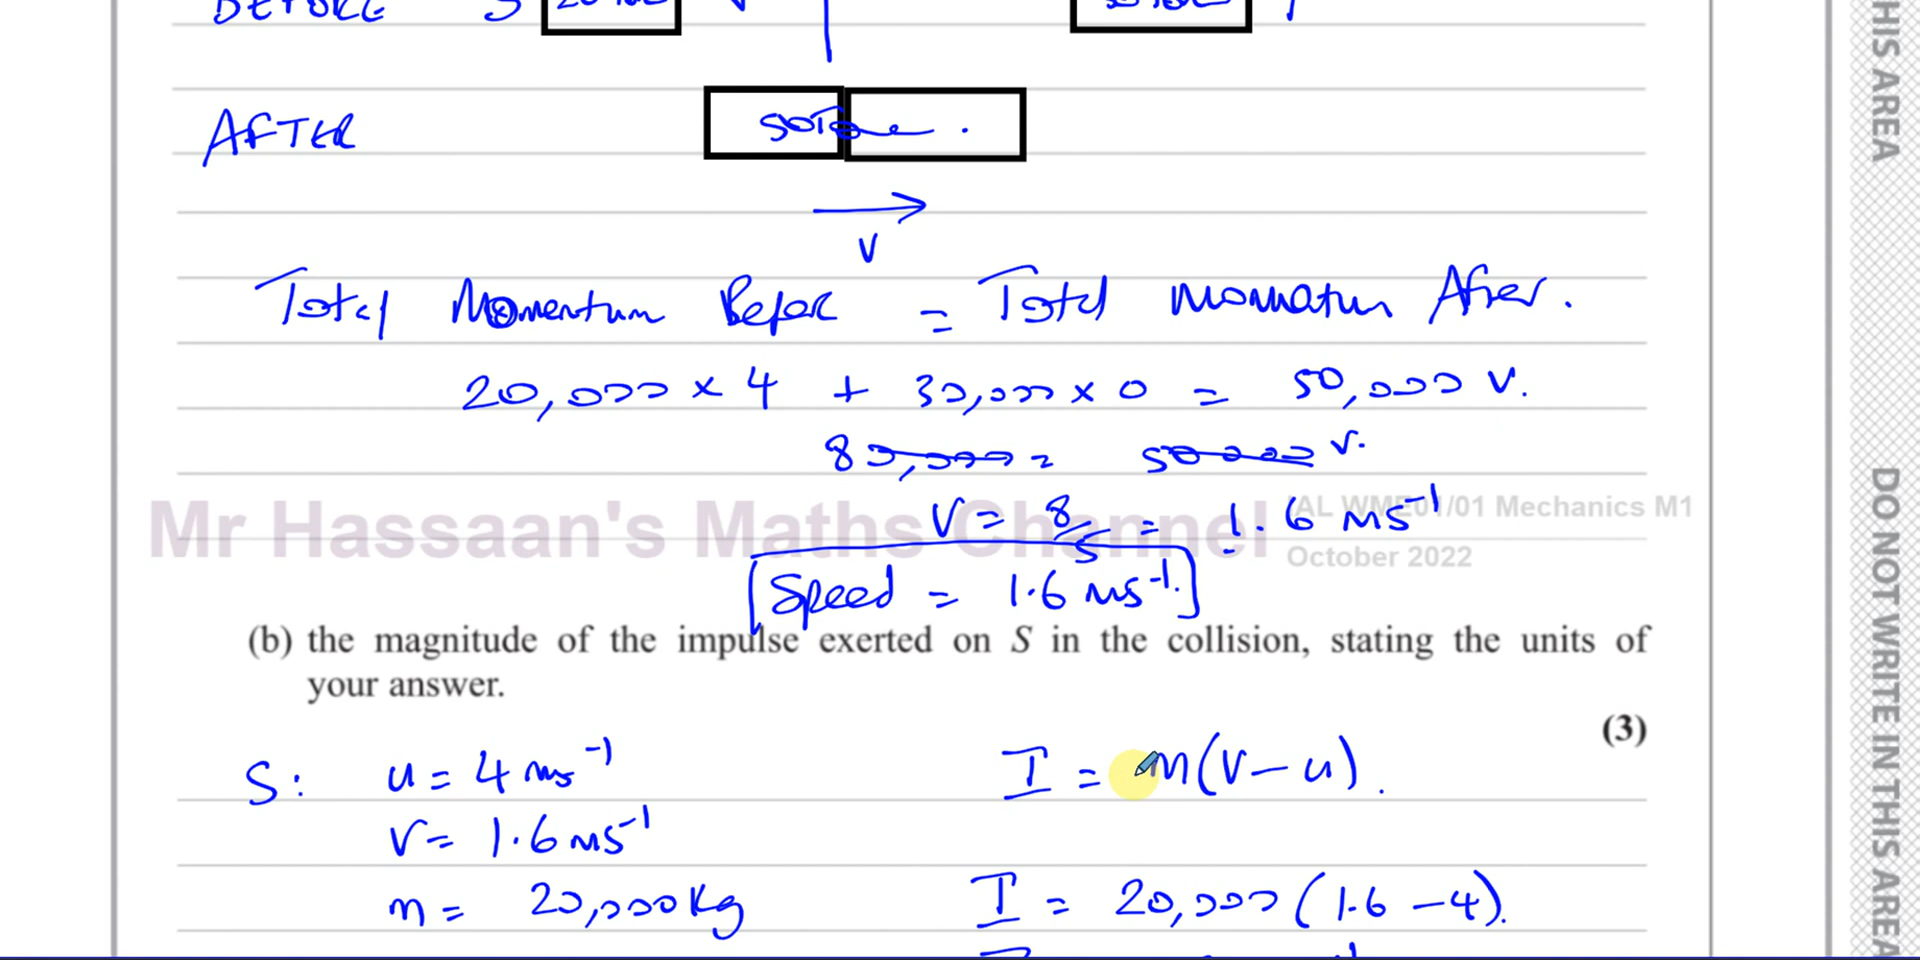 BEFORE S
AFTER 50Tonne.
V
Total Momentum Before = Total Momentum After.
20,000 × 4 + 30,000 × 0 = 50,000 V.
80,000 = 50 000 V.
Mr Hassaan's Maths Channel
V = 8/5 = 1.6 ms⁻¹
IAL WME01/01 Mechanics M1
October 2022
Speed = 1.6 ms⁻¹.
(b) the magnitude of the impulse exerted on S in the collision, stating the units of
your answer.
(3)
S: u = 4 ms⁻¹ I = m(v-u).
v = 1.6 ms⁻¹
m = 20,000 Kg I = 20,000 (1.6 - 4).
HIS AREA
DO NOT WRITE IN THIS AREA